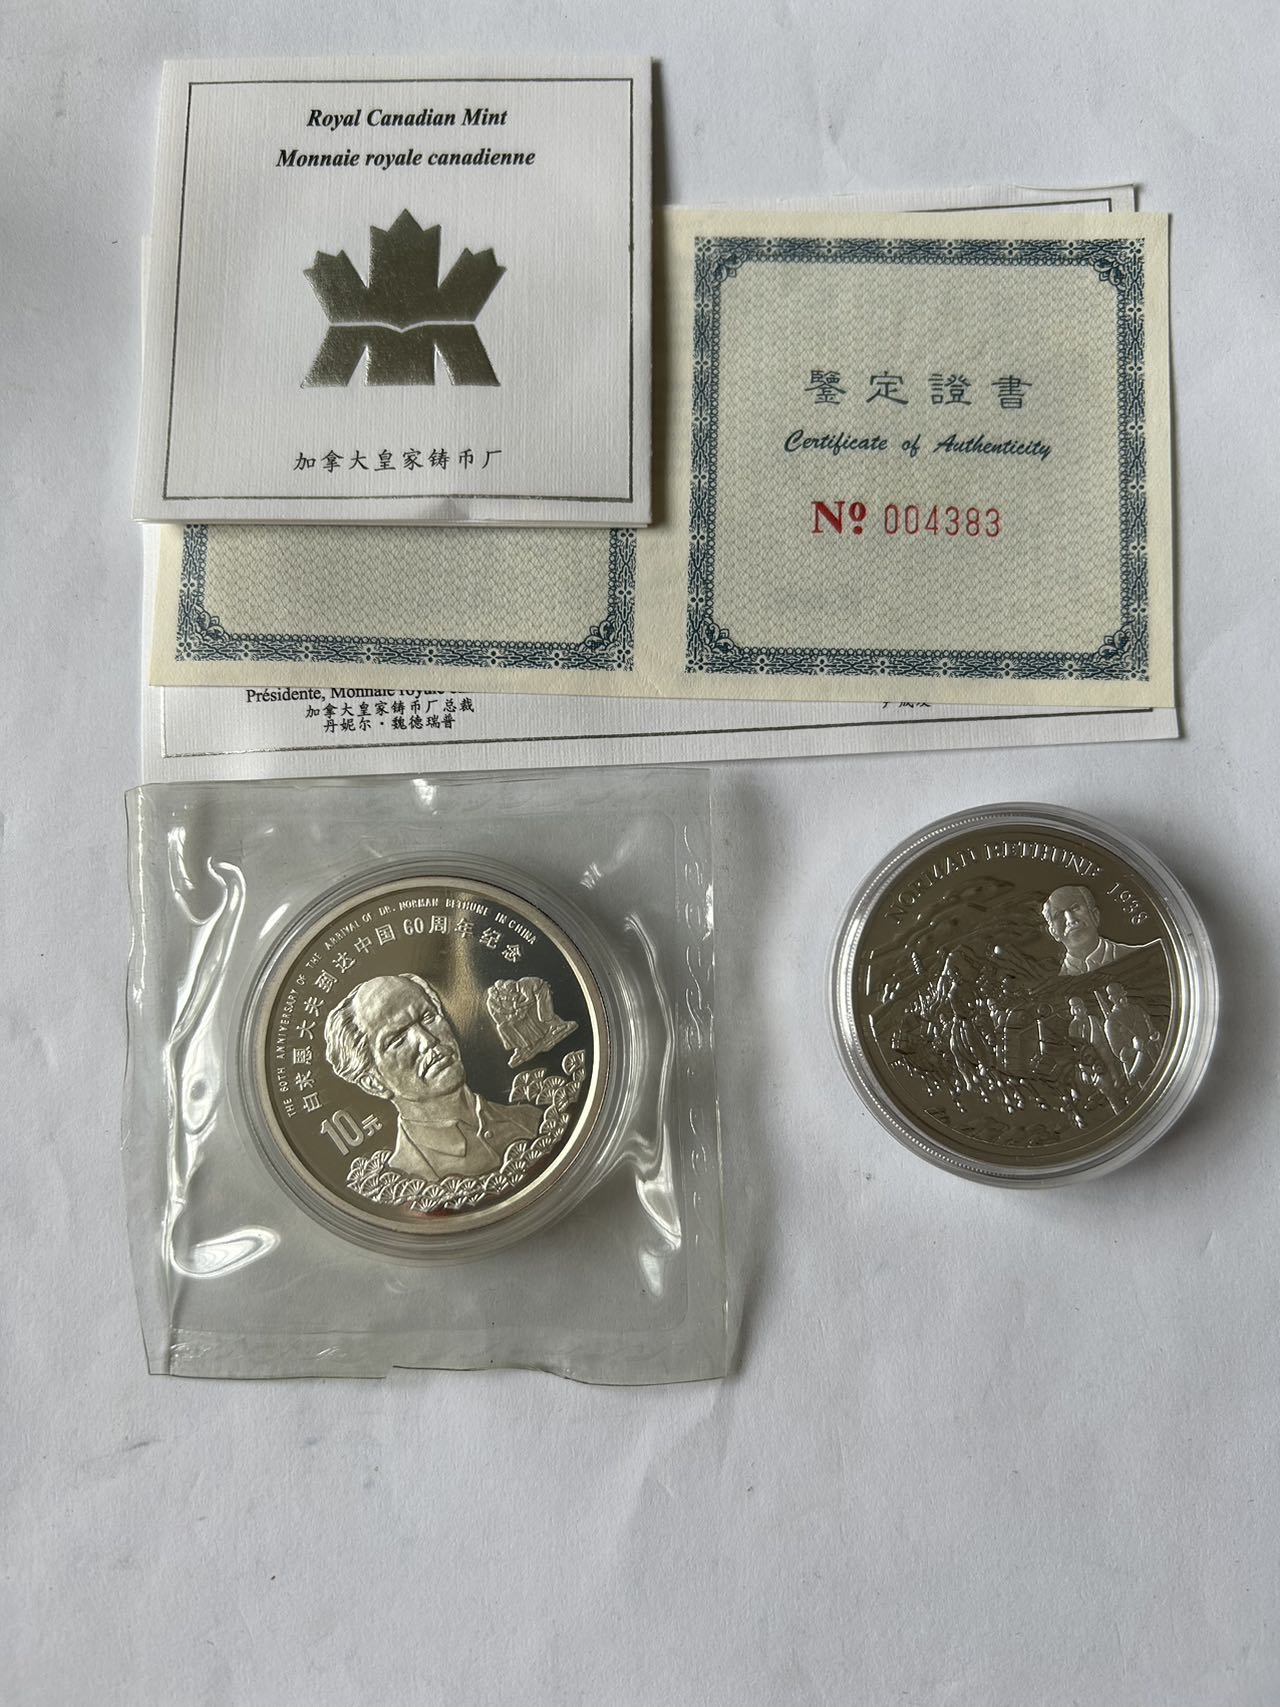 Royal Canadian Mint
Monnaie royale canadienne
加拿大皇家铸币厂
鑒定證書
Certificate of Authenticity
Nº 004383
Présidente, Monnaie royale
加拿大皇家铸币厂总裁
丹妮尔·魏德瑞普
THE 60TH ANNIVERSARY OF THE ARRIVAL OF DR. NORMAN BETHUNE IN CHINA
白求恩大夫到达中国60周年纪念
10元
NORMAN BETHUNE 1938